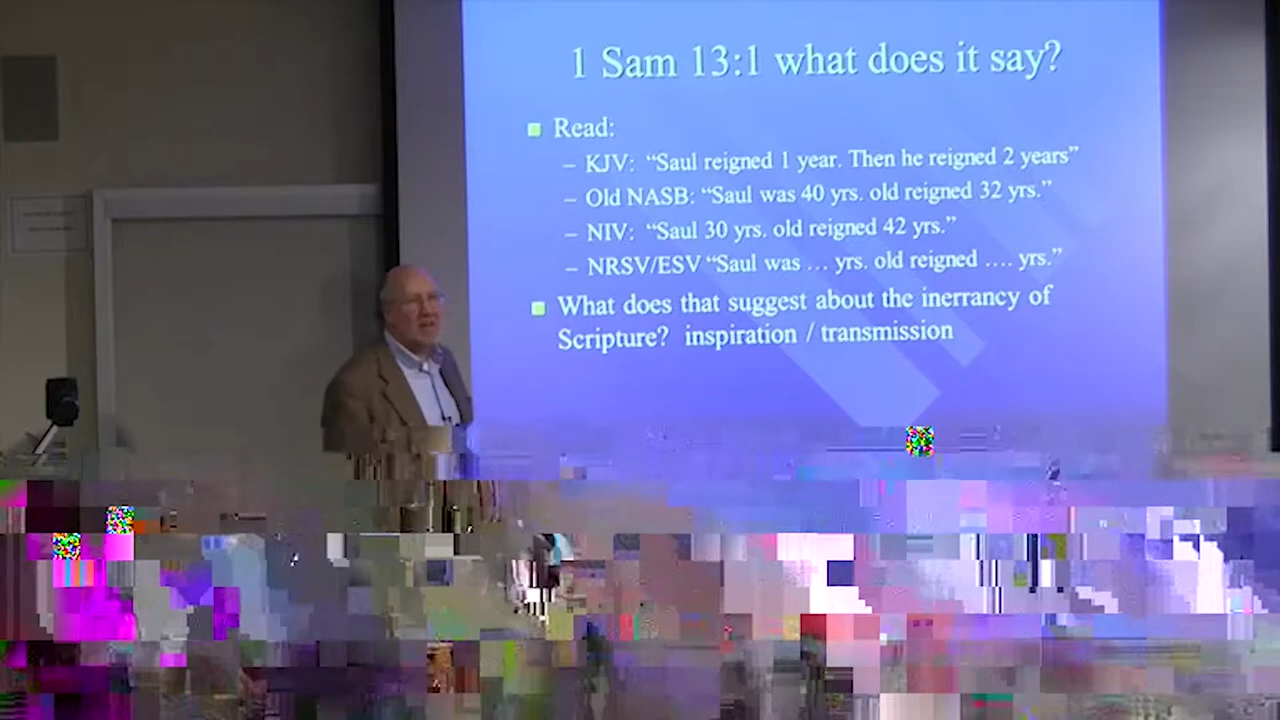 1 Sam 13:1 what does it say?
Read:
– KJV: “Saul reigned 1 year. Then he reigned 2 years”
– Old NASB: “Saul was 40 yrs. old reigned 32 yrs.”
– NIV: “Saul 30 yrs. old reigned 42 yrs.”
– NRSV/ESV “Saul was … yrs. old reigned …. yrs.”
What does that suggest about the inerrancy of
Scripture? inspiration / transmission